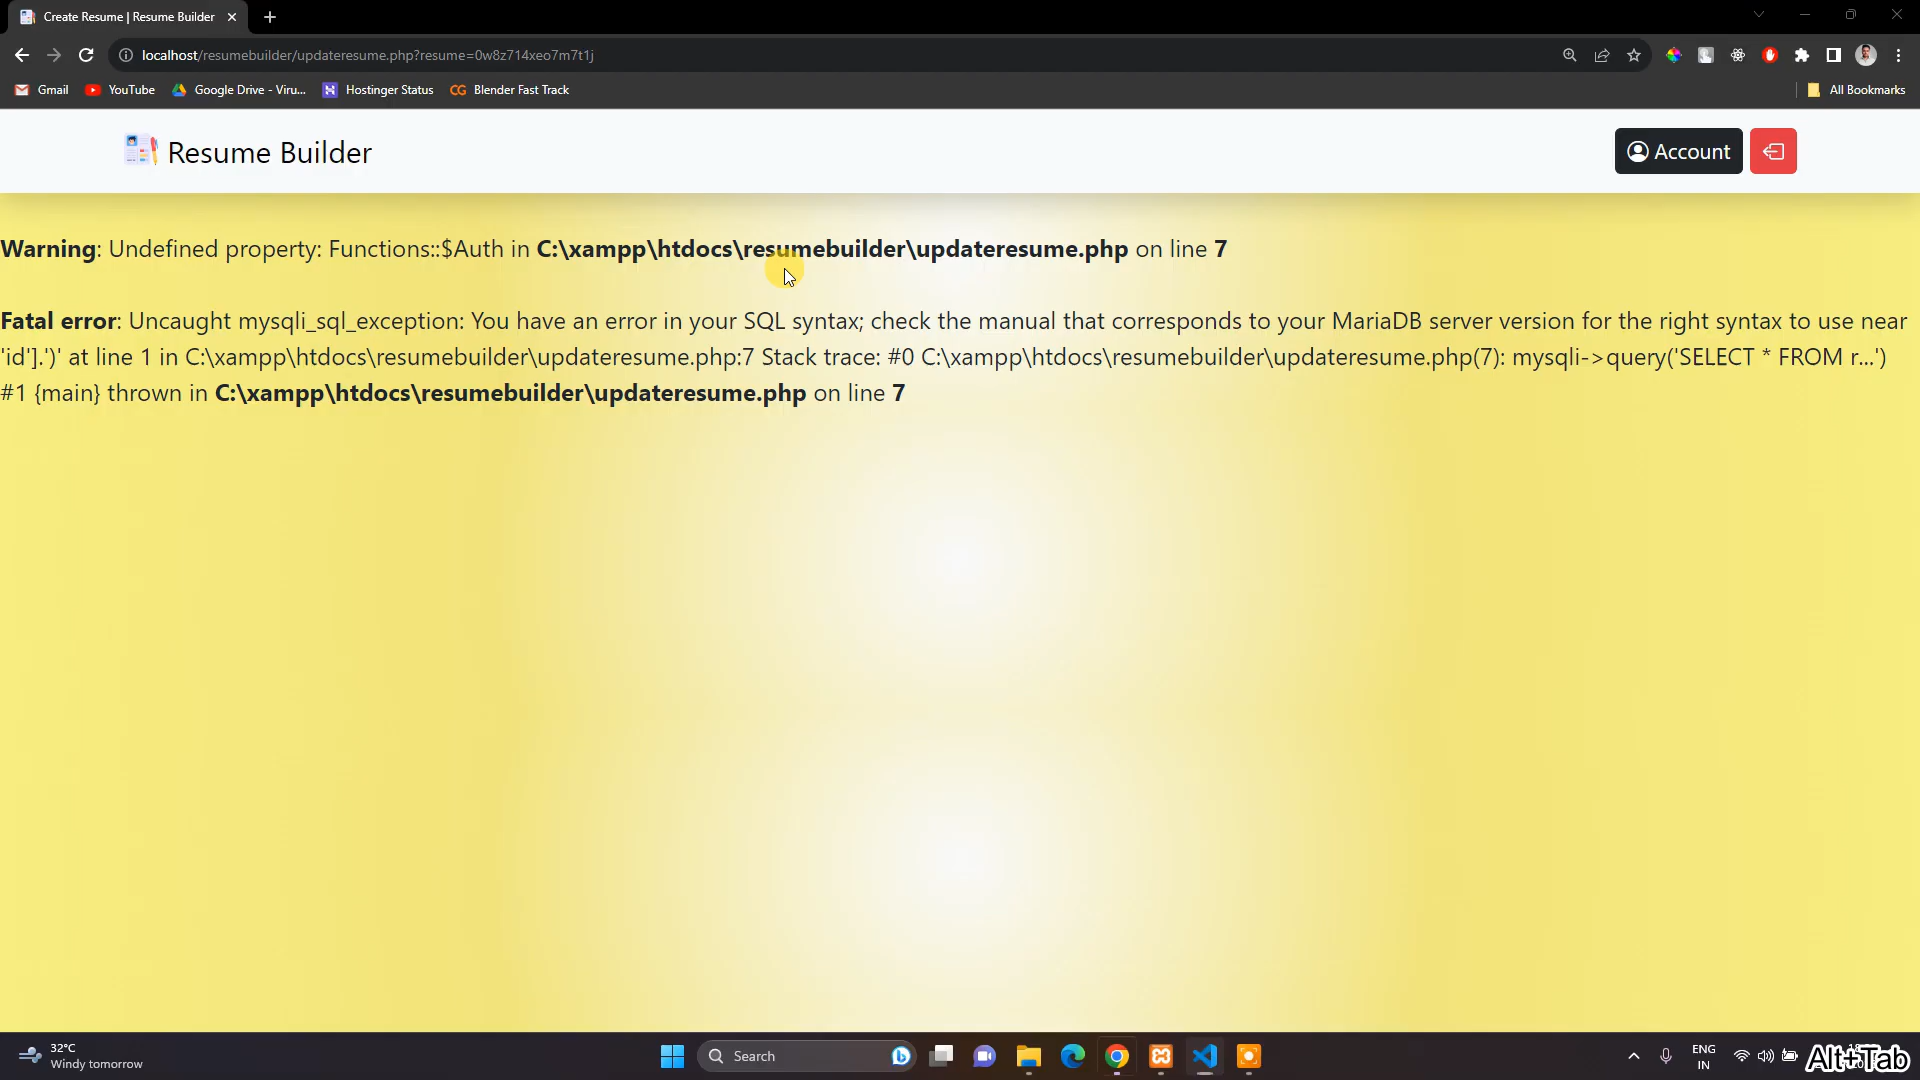 Create Resume | Resume Builder
localhost/resumebuilder/updateresume.php?resume=0w8z714xeo7m7t1j
Gmail YouTube Google Drive - Viru... Hostinger Status CG Blender Fast Track All Bookmarks
Resume Builder Account
Warning: Undefined property: Functions::$Auth in C:\xampp\htdocs\resumebuilder\updateresume.php on line 7
Fatal error: Uncaught mysqli_sql_exception: You have an error in your SQL syntax; check the manual that corresponds to your MariaDB server version for the right syntax to use near
'id'].')' at line 1 in C:\xampp\htdocs\resumebuilder\updateresume.php:7 Stack trace: #0 C:\xampp\htdocs\resumebuilder\updateresume.php(7): mysqli->query('SELECT * FROM r...')
#1 {main} thrown in C:\xampp\htdocs\resumebuilder\updateresume.php on line 7
32°C
Windy tomorrow
Search
ENG
IN
Alt+Tab